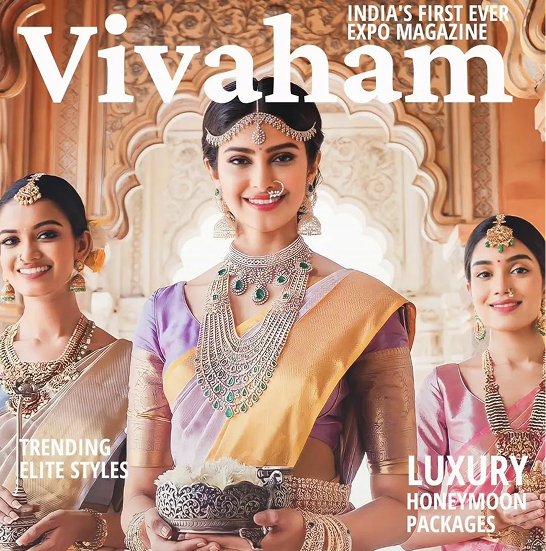 INDIA'S FIRST EVER
EXPO MAGAZINE
Vivaham
TRENDING
ELITE STYLES
LUXURY
HONEYMOON
PACKAGES